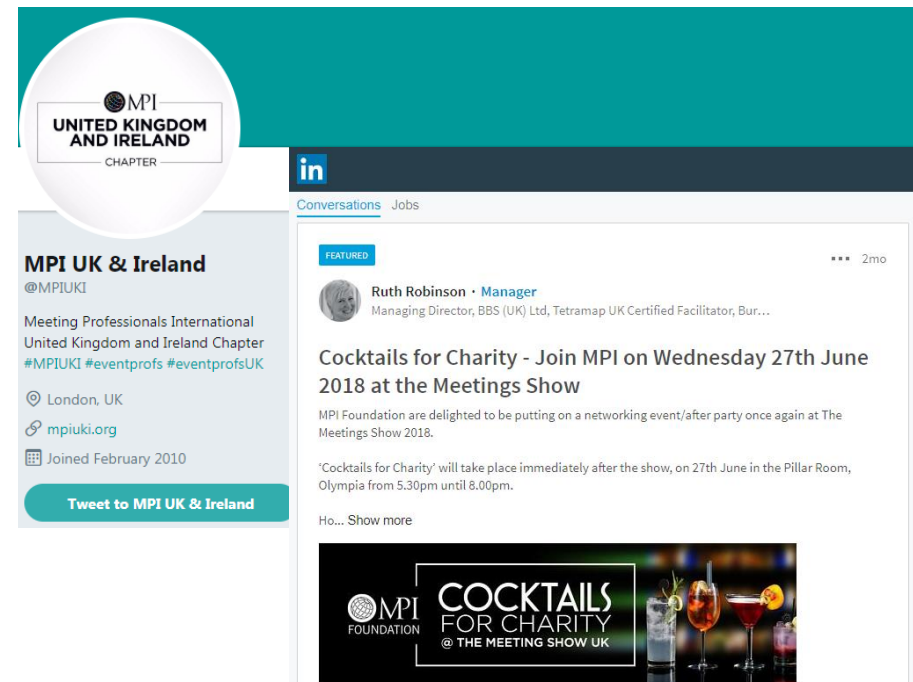 MPI
UNITED KINGDOM
AND IRELAND
CHAPTER
MPI UK & Ireland
@MPIUKI
Meeting Professionals International
United Kingdom and Ireland Chapter
#MPIUKI #eventprofs #eventprofsUK
London, UK
mpiuki.org
Joined February 2010
Tweet to MPI UK & Ireland
in
Conversations Jobs
FEATURED
2mo
Ruth Robinson • Manager
Managing Director, BBS (UK) Ltd, Tetramap UK Certified Facilitator, Bur...
Cocktails for Charity - Join MPI on Wednesday 27th June
2018 at the Meetings Show
MPI Foundation are delighted to be putting on a networking event/after party once again at The
Meetings Show 2018.
'Cocktails for Charity' will take place immediately after the show, on 27th June in the Pillar Room,
Olympia from 5.30pm until 8.00pm.
Ho... Show more
MPI
FOUNDATION
COCKTAILS
FOR CHARITY
@ THE MEETING SHOW UK